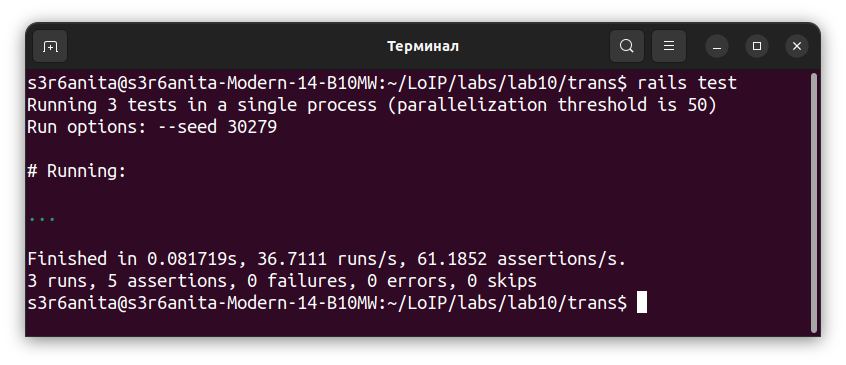 Терминал
s3r6anita@s3r6anita-Modern-14-B10MW:~/LoIP/labs/lab10/trans$ rails test
Running 3 tests in a single process (parallelization threshold is 50)
Run options: --seed 30279
# Running:
...
Finished in 0.081719s, 36.7111 runs/s, 61.1852 assertions/s.
3 runs, 5 assertions, 0 failures, 0 errors, 0 skips
s3r6anita@s3r6anita-Modern-14-B10MW:~/LoIP/labs/lab10/trans$